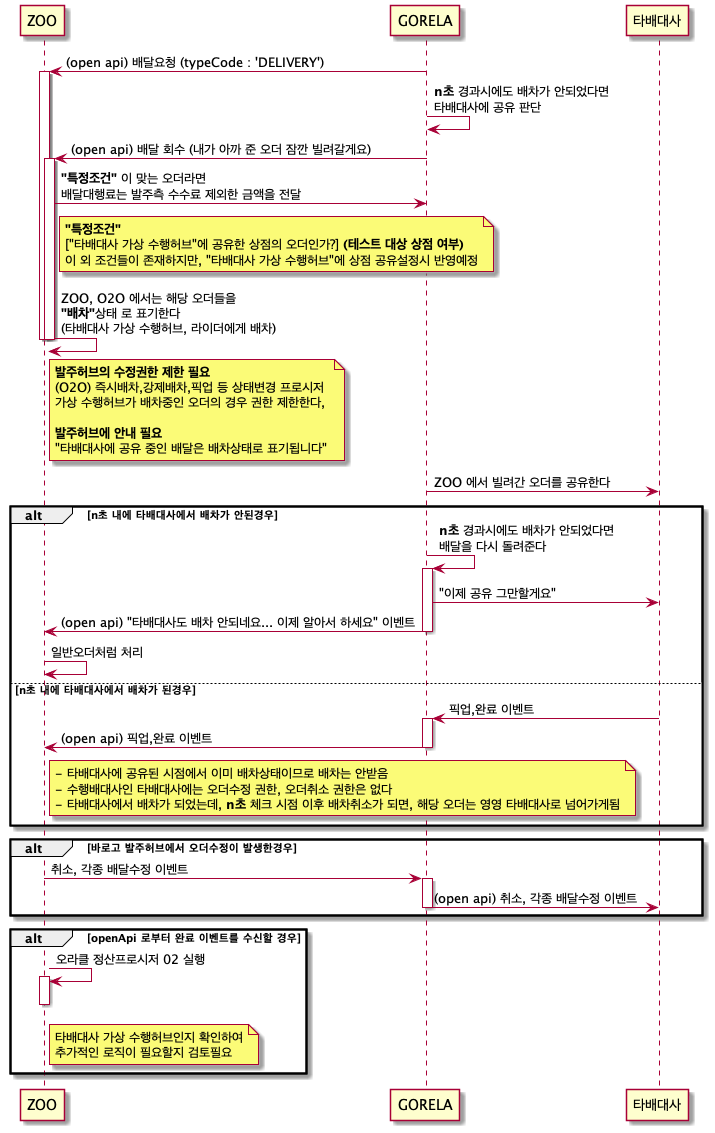 ZOO
GORELA
타배대사
(open api) 배달요청 (typeCode : 'DELIVERY')
n초 경과시에도 배차가 안되었다면
타배대사에 공유 판단
(open api) 배달 회수 (내가 아까 준 오더 잠깐 빌려갈게요)
"특정조건" 이 맞는 오더라면
배달대행료는 발주측 수수료 제외한 금액을 전달
"특정조건"
["타배대사 가상 수행허브"에 공유한 상점의 오더인가?] (테스트 대상 상점 여부)
이 외 조건들이 존재하지만, "타배대사 가상 수행허브"에 상점 공유설정시 반영예정
ZOO, O2O 에서는 해당 오더들을
"배차"상태 로 표기한다
(타배대사 가상 수행허브, 라이더에게 배차)
발주허브의 수정권한 제한 필요
(O2O) 즉시배차,강제배차,픽업 등 상태변경 프로시저
가상 수행허브가 배차중인 오더의 경우 권한 제한한다,
발주허브에 안내 필요
"타배대사에 공유 중인 배달은 배차상태로 표기됩니다"
ZOO 에서 빌려간 오더를 공유한다
alt [n초 내에 타배대사에서 배차가 안된경우]
n초 경과시에도 배차가 안되었다면
배달을 다시 돌려준다
"이제 공유 그만할게요"
(open api) "타배대사도 배차 안되네요... 이제 알아서 하세요" 이벤트
일반오더처럼 처리
[n초 내에 타배대사에서 배차가 된경우]
픽업,완료 이벤트
(open api) 픽업,완료 이벤트
- 타배대사에 공유된 시점에서 이미 배차상태이므로 배차는 안받음
- 수행배대사인 타배대사에는 오더수정 권한, 오더취소 권한은 없다
- 타배대사에서 배차가 되었는데, n초 체크 시점 이후 배차취소가 되면, 해당 오더는 영영 타배대사로 넘어가게됨
alt [바로고 발주허브에서 오더수정이 발생한경우]
취소, 각종 배달수정 이벤트
(open api) 취소, 각종 배달수정 이벤트
alt [openApi 로부터 완료 이벤트를 수신할 경우]
오라클 정산프로시저 02 실행
타배대사 가상 수행허브인지 확인하여
추가적인 로직이 필요할지 검토필요
ZOO
GORELA
타배대사